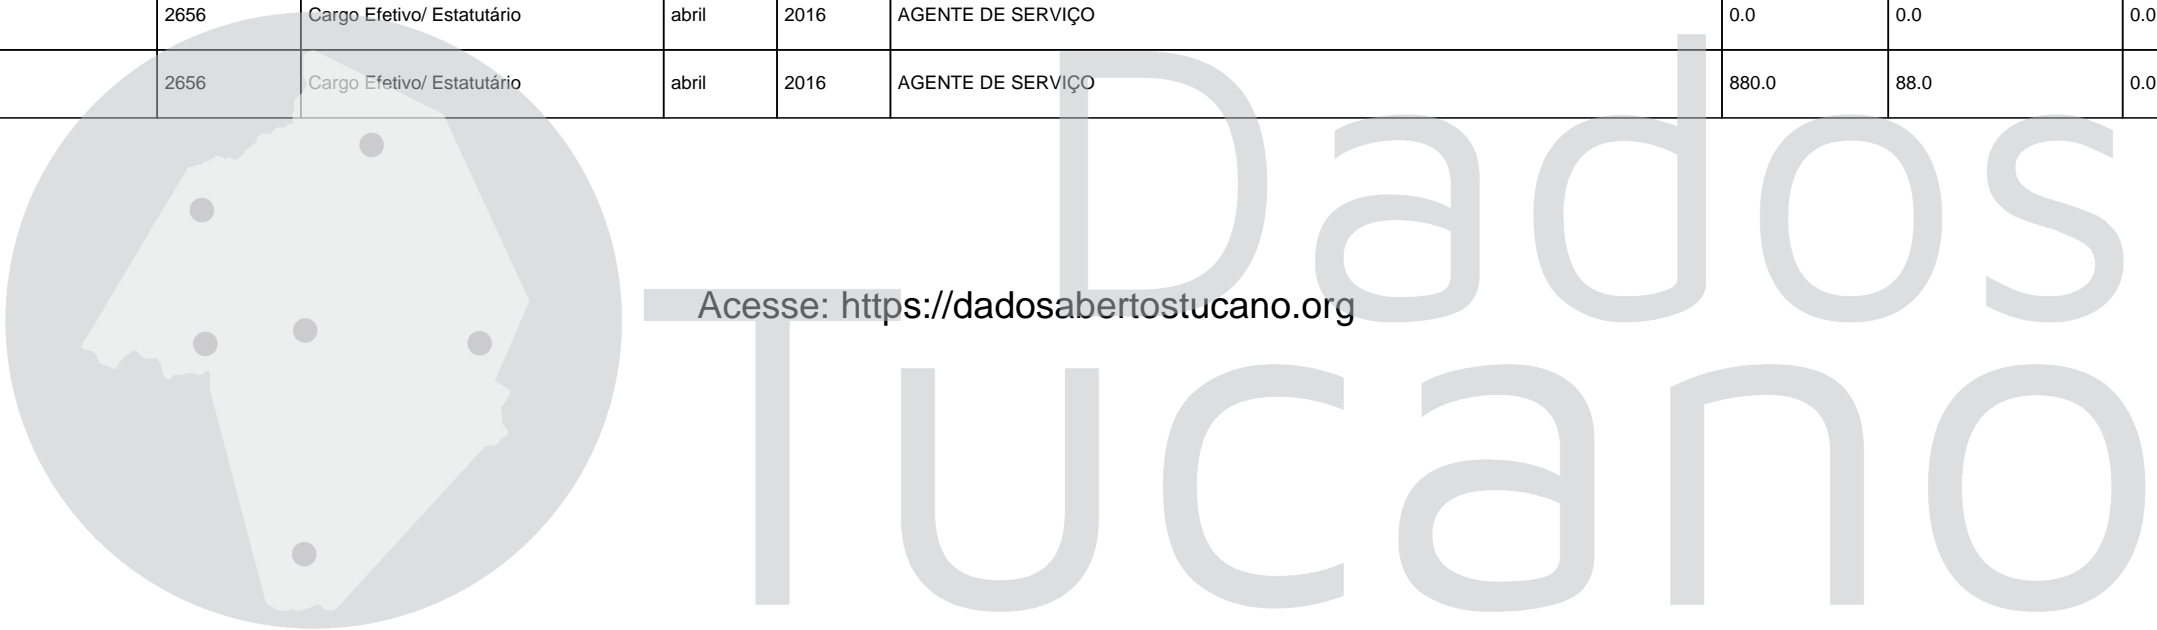 2656 Cargo Efetivo/ Estatutário abril 2016 AGENTE DE SERVIÇO 0.0 0.0 0.0
2656 Cargo Efetivo/ Estatutário abril 2016 AGENTE DE SERVIÇO 880.0 88.0 0.0
Dados
Acesse: https://dadosabertostucano.org
Tucano